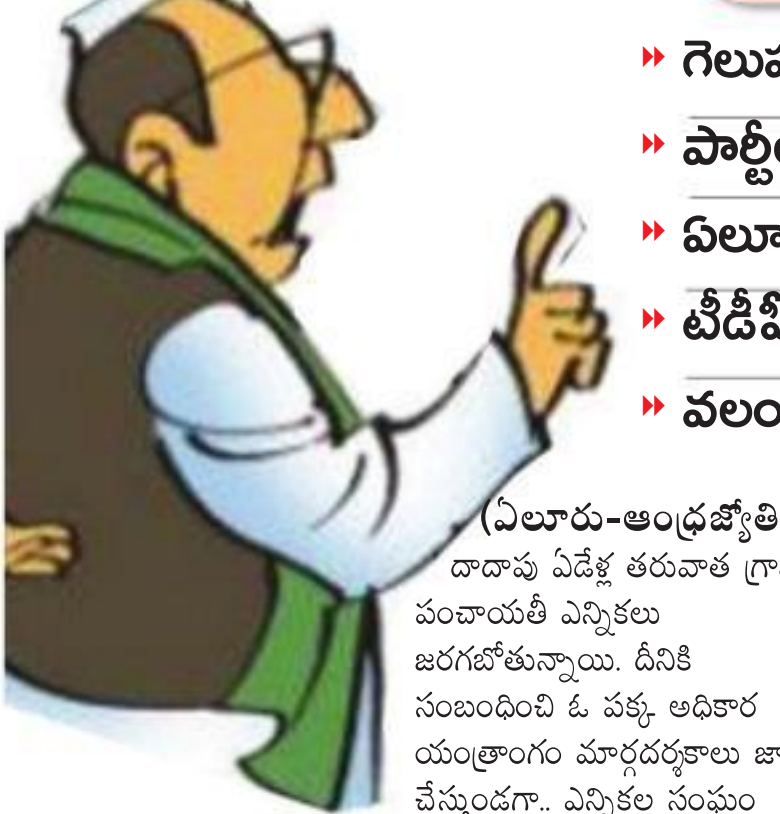 గెలుప
పార్టీల
ఏలూ
టీడీపీ
వలం
(ఏలూరు-ఆంధ్రజ్యోతి
దాదాపు ఏడేళ్ల తరువాత గ్రా
పంచాయతీ ఎన్నికలు
జరగబోతున్నాయి. దీనికి
సంబంధించి ఓ పక్క అధికార
యంత్రాంగం మార్గదర్శకాలు జా
చేస్తుండగా.. ఎన్నికల సంఘం